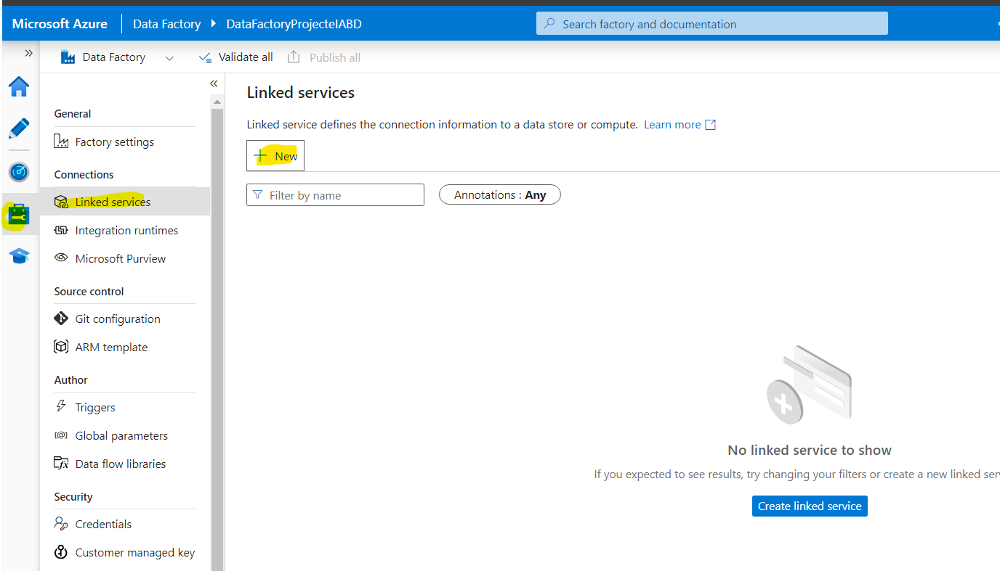 Microsoft Azure Data Factory DataFactoryProjecteIABD Search factory and documentation
Data Factory Validate all Publish all
General
Factory settings
Connections
Linked services
Integration runtimes
Microsoft Purview
Source control
Git configuration
ARM template
Author
Triggers
Global parameters
Data flow libraries
Security
Credentials
Customer managed key
Linked services
Linked service defines the connection information to a data store or compute. Learn more
New
Filter by name Annotations : Any
No linked service to show
If you expected to see results, try changing your filters or create a new linked ser
Create linked service